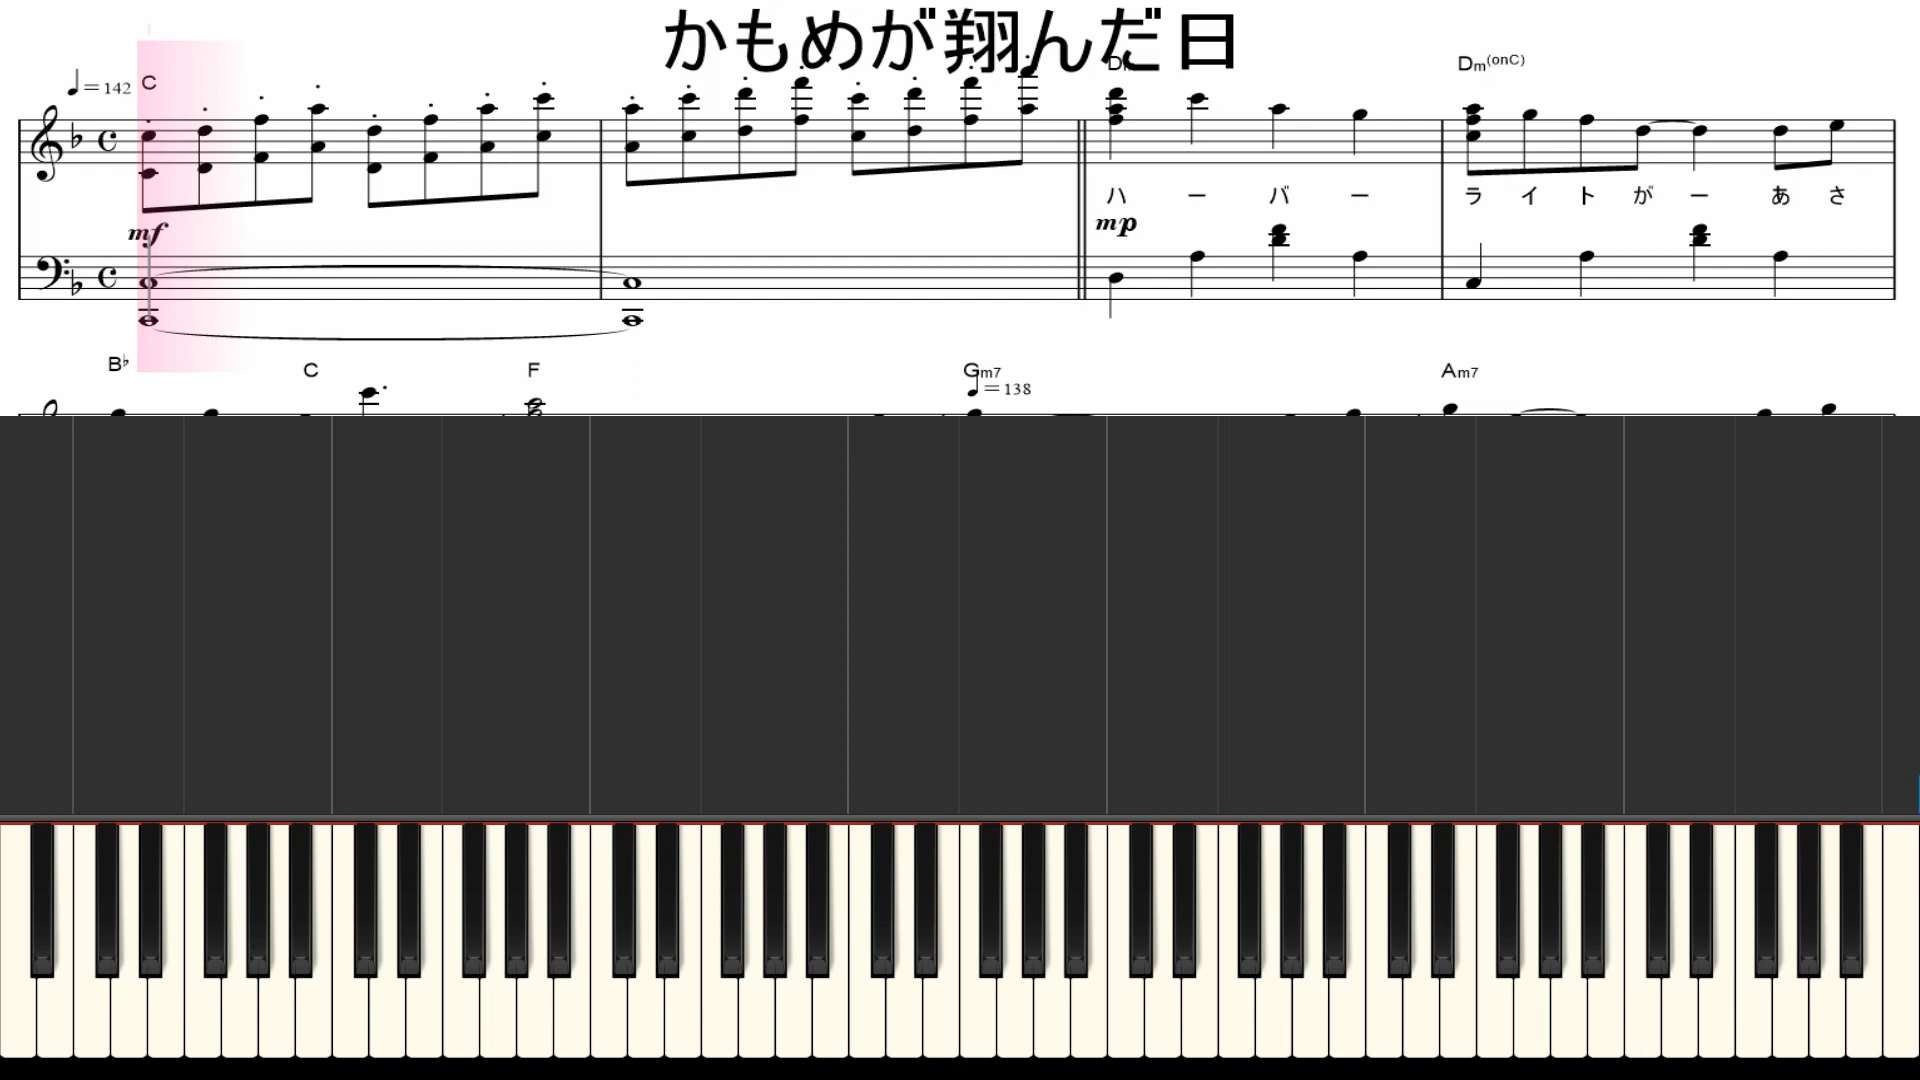 かもめが翔んだ日
♩=142 C Dm(onC)
ハ ー バ ー ラ イ ト が ー あ さ
mf mp
B♭ C F Gm7 Am7
♩=138